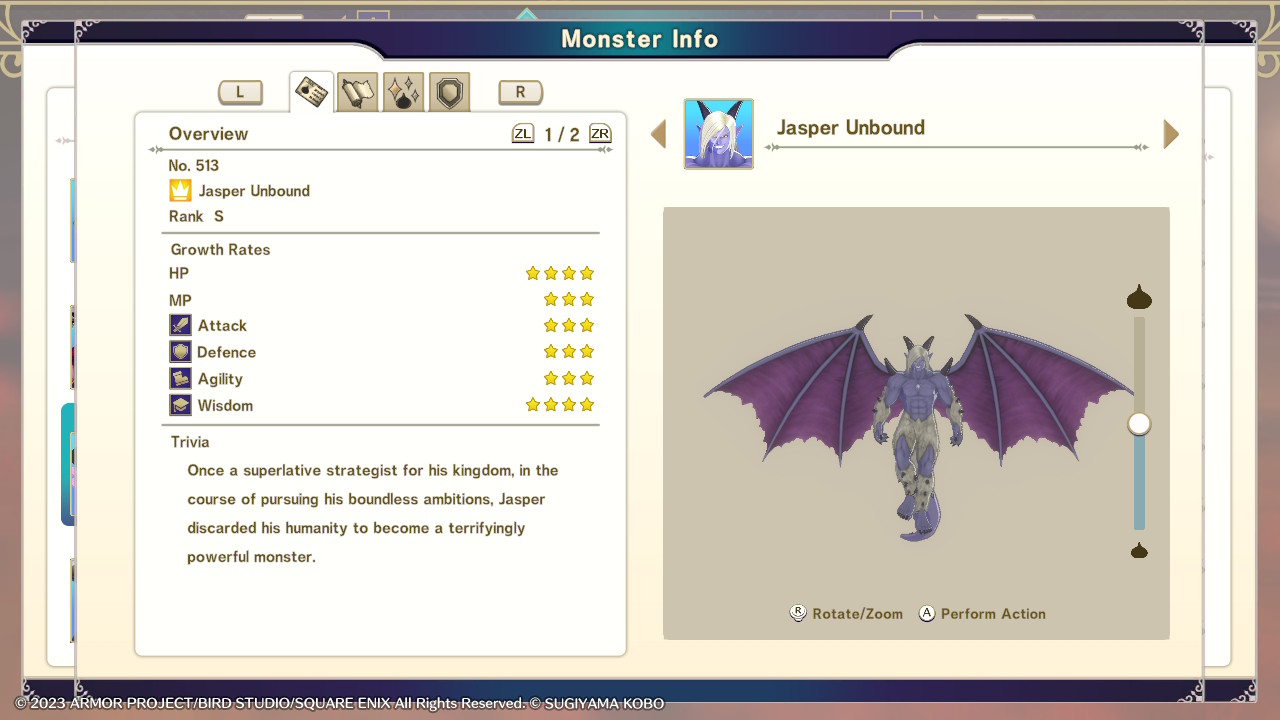 Monster Info
L
R
Overview
ZL 1 / 2 ZR
No. 513
Jasper Unbound
Rank S
Growth Rates
HP
MP
Attack
Defence
Agility
Wisdom
Trivia
Once a superlative strategist for his kingdom, in the
course of pursuing his boundless ambitions, Jasper
discarded his humanity to become a terrifyingly
powerful monster.
Jasper Unbound
R Rotate/Zoom A Perform Action
© 2023 ARMOR PROJECT/BIRD STUDIO/SQUARE ENIX All Rights Reserved. © SUGIYAMA KOBO